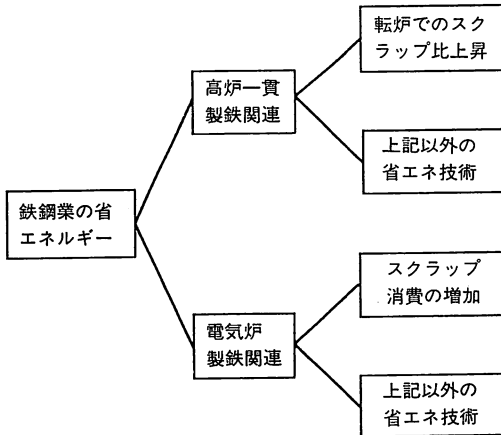 転炉でのスク
ラップ比上昇
高炉一貫
製鉄関連
上記以外の
省エネ技術
鉄鋼業の省
エネルギー
スクラップ
消費の増加
電気炉
製鉄関連
上記以外の
省エネ技術